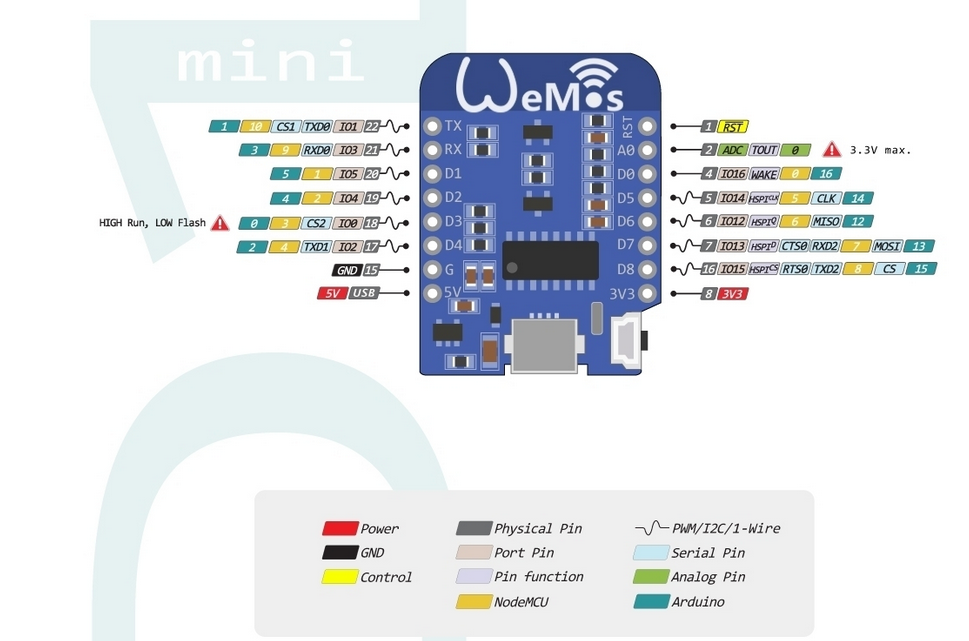 mini
WeMos
1 10 CS1 TXD0 IO1 22 TX RST 1 RST
3 9 RXD0 IO3 21 RX A0 2 ADC TOUT 0 3.3V max.
5 1 IO5 20 D1 D0 4 IO16 WAKE 0 16
4 2 IO4 19 D2 D5 5 IO14 HSPICLK 5 CLK 14
HIGH Run, LOW Flash 0 3 CS2 IO0 18 D3 D6 6 IO12 HSPIQ 6 MISO 12
2 4 TXD1 IO2 17 D4 D7 7 IO13 HSPID CTS0 RXD2 7 MOSI 13
GND 15 G D8 16 IO15 HSPICS RTS0 TXD2 8 CS 15
5V USB 5V 3V3 8 3V3
Power Physical Pin PWM/I2C/1-Wire
GND Port Pin Serial Pin
Control Pin function Analog Pin
NodeMCU Arduino